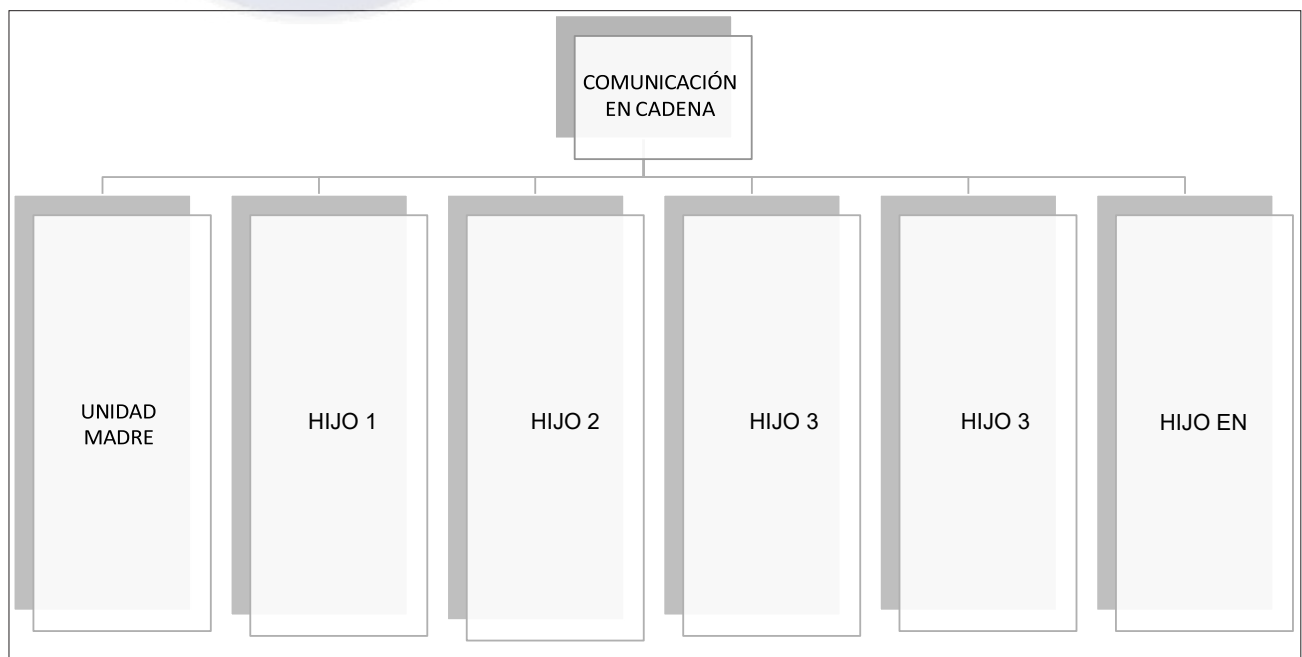 COMUNICACIÓN
EN CADENA
UNIDAD
MADRE
HIJO 1
HIJO 2
HIJO 3
HIJO 3
HIJO EN